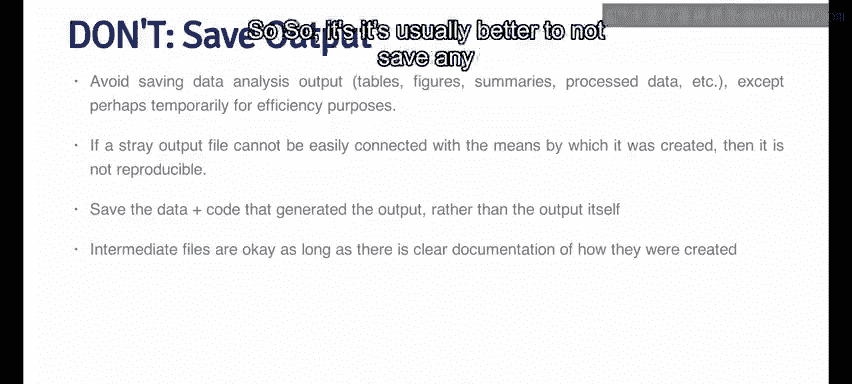 DON'T: Save Output
So So, it's it's usually better to not
save any
· Avoid saving data analysis output (tables, figures, summaries, processed data, etc.), except
perhaps temporarily for efficiency purposes.
· If a stray output file cannot be easily connected with the means by which it was created, then it is
not reproducible.
· Save the data + code that generated the output, rather than the output itself
· Intermediate files are okay as long as there is clear documentation of how they were created